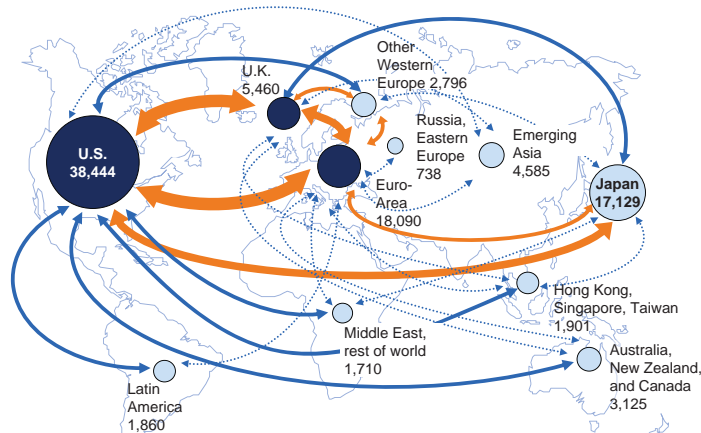 U.K.
5,460
Other
Western
Europe 2,796
Russia,
Eastern
Europe
738
Emerging
Asia
4,585
U.S.
38,444
Euro-
Area
18,090
Japan
17,129
Hong Kong,
Singapore, Taiwan
1,901
Middle East,
rest of world
1,710
Australia,
New Zealand,
and Canada
3,125
Latin
America
1,860